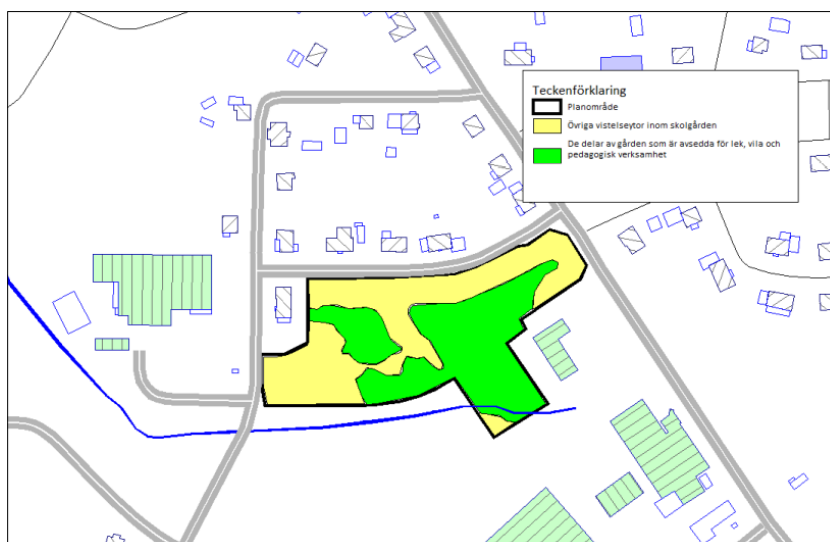 Teckenförklaring
Planområde
Övriga vistelseytor inom skolgården
De delar av gården som är avsedda för lek, vila och
pedagogisk verksamhet